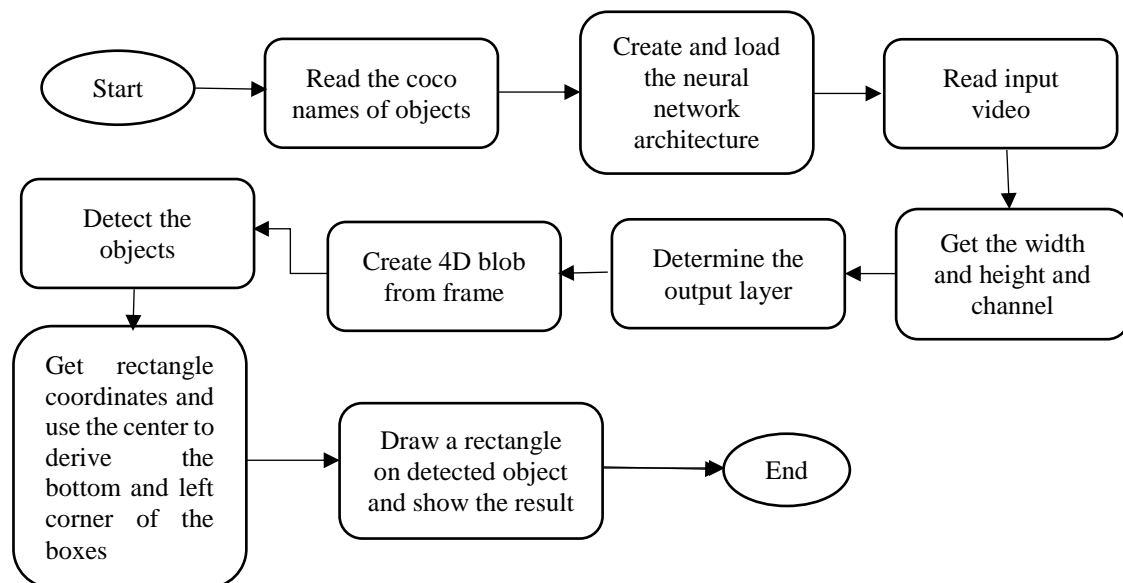 Start
Read the coco
names of objects
Create and load
the neural
network
architecture
Read input
video
Get the width
and height and
channel
Determine the
output layer
Create 4D blob
from frame
Detect the
objects
Get rectangle
coordinates and
use the center to
derive the
bottom and left
corner of the
boxes
Draw a rectangle
on detected object
and show the result
End